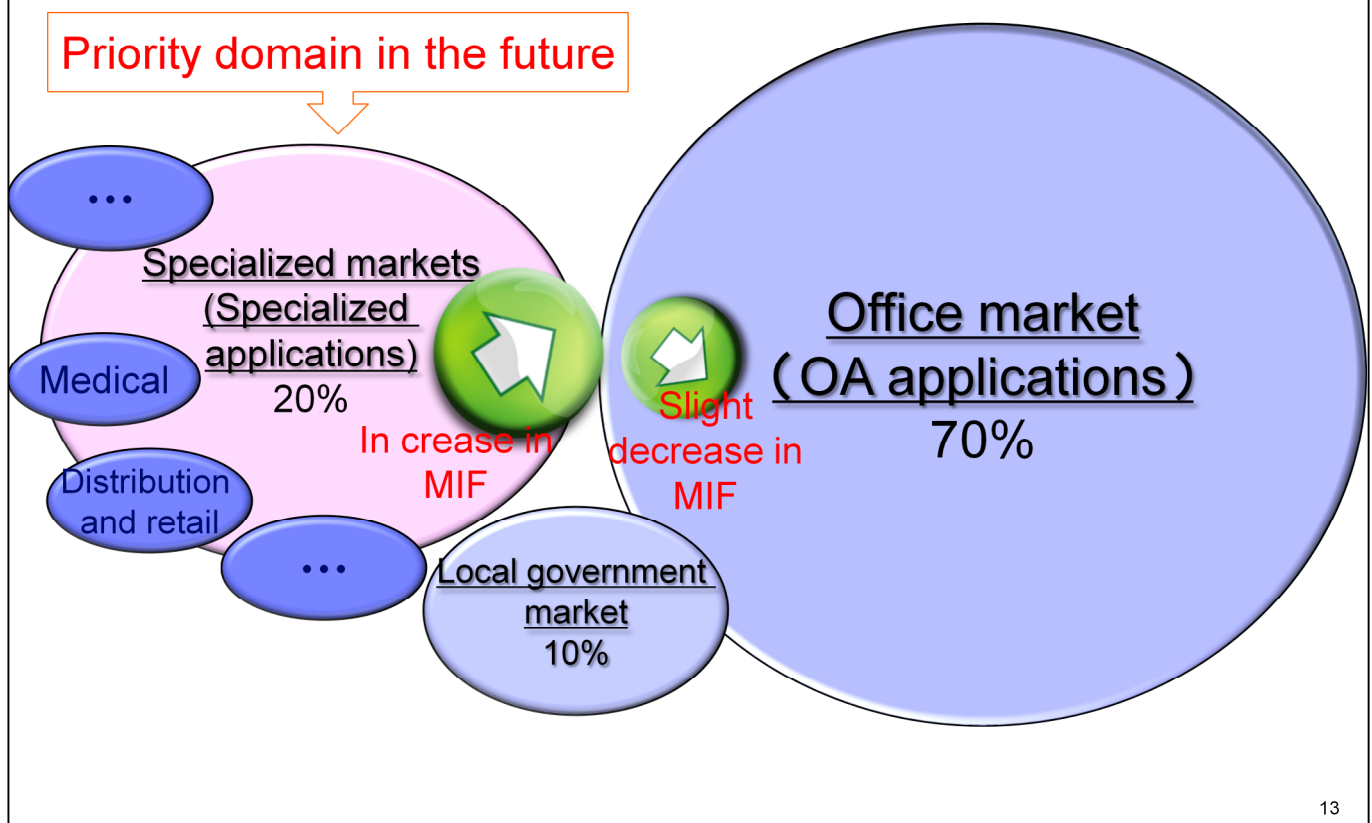 Priority domain in the future
•••
Specialized markets
(Specialized
applications)
20%
Medical
Distribution
and retail
•••
In crease in
MIF
Slight
decrease in
MIF
Office market
（OA applications）
70%
Local government
market
10%
13